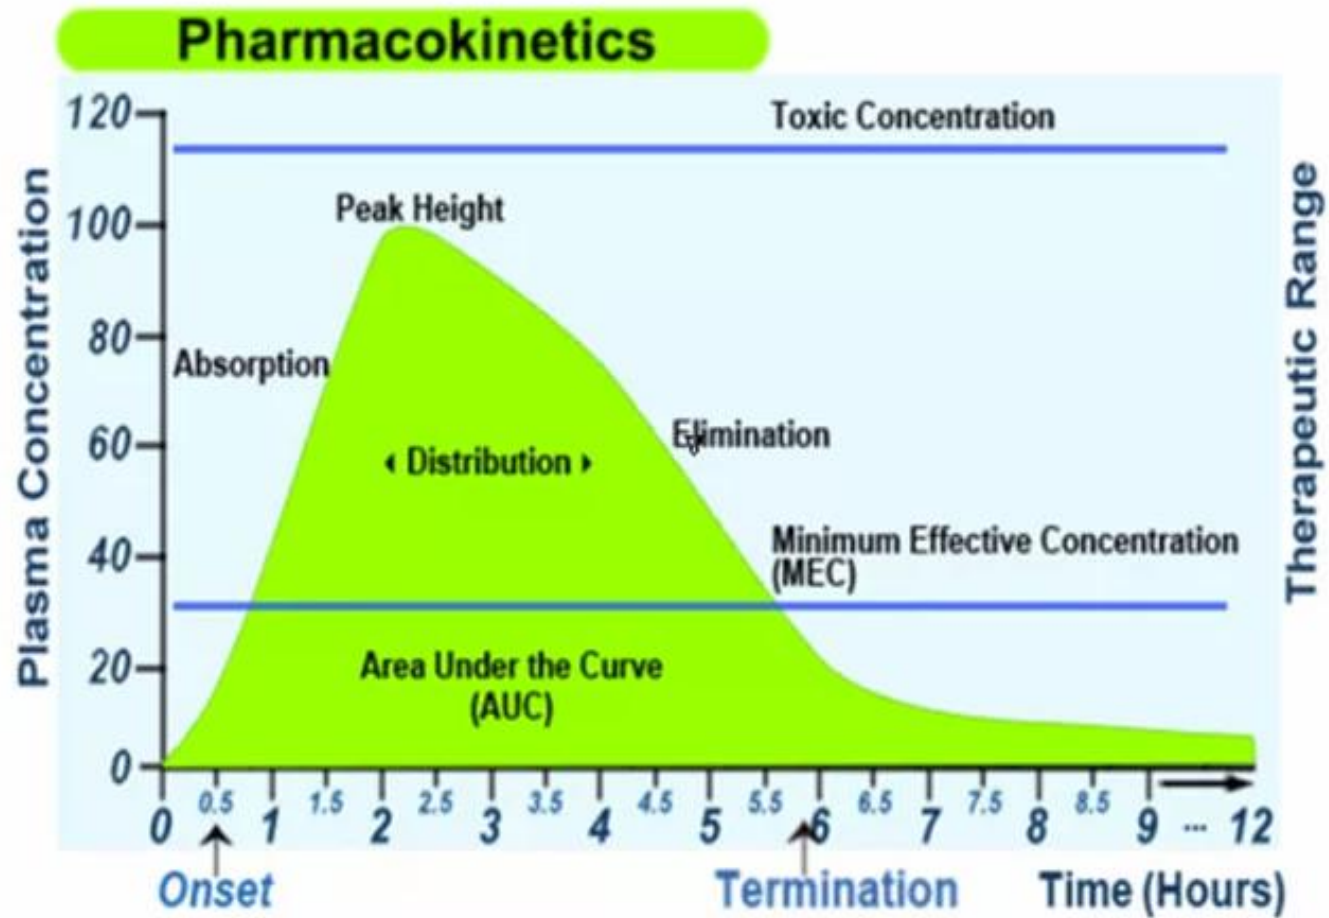 Pharmacokinetics
120
Toxic Concentration
Peak Height
100
80
Absorption
60
Elimination
Distribution
Minimum Effective Concentration
(MEC)
40
20
Area Under the Curve
(AUC)
0
Plasma Concentration
Therapeutic Range
0 0.5 1 1.5 2 2.5 3 3.5 4 4.5 5 5.5 6 6.5 7 7.5 8 8.5 9 ... 12
Onset
Termination
Time (Hours)